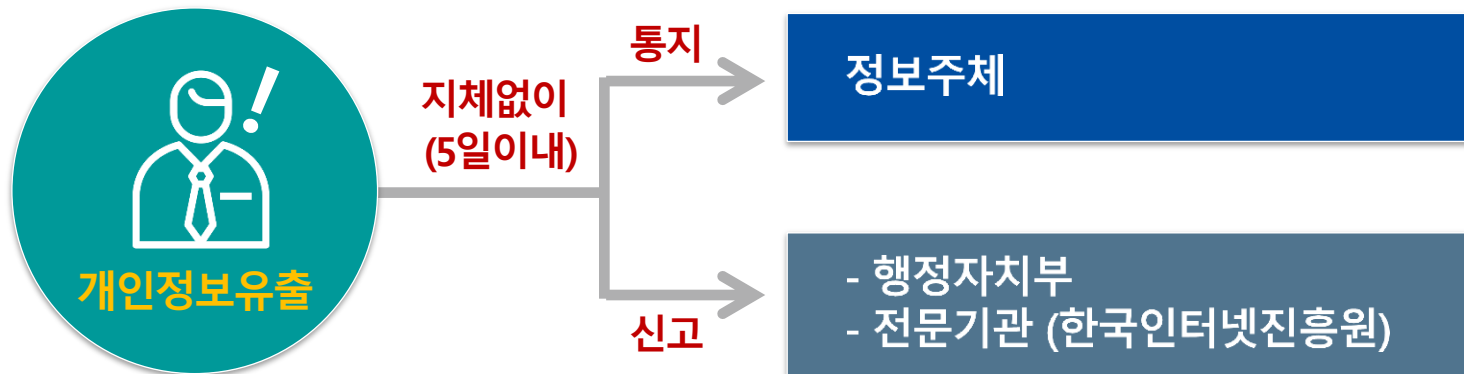 개인정보유출
지체없이
(5일이내)
통지
정보주체
신고
- 행정자치부
- 전문기관 (한국인터넷진흥원)